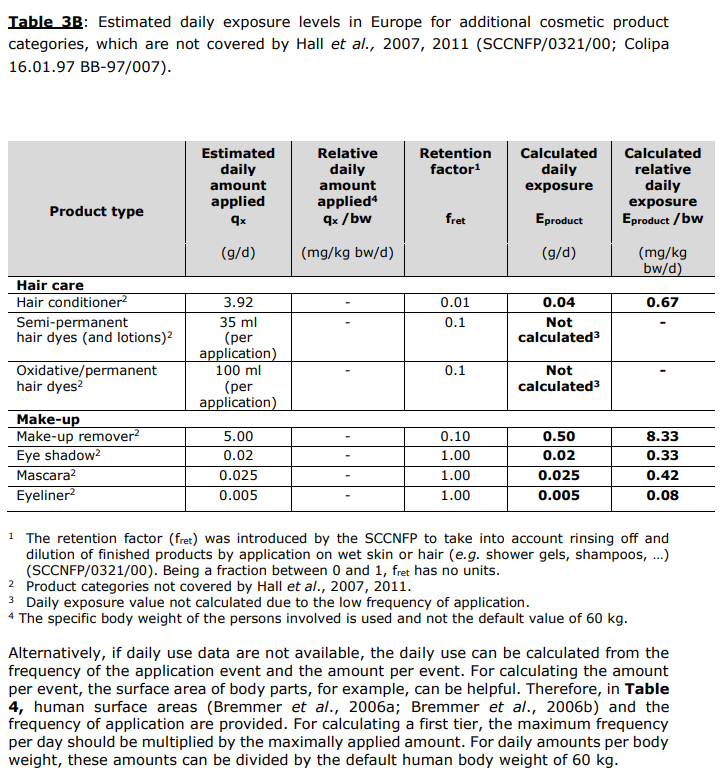 Table 3B: Estimated daily exposure levels in Europe for additional cosmetic product
categories, which are not covered by Hall et al., 2007, 2011 (SCCNFP/0321/00; Colipa
16.01.97 BB-97/007).
Product type
Estimated
daily
amount
applied
qx
(g/d)
Relative
daily
amount
applied⁴
qx /bw
(mg/kg bw/d)
Retention
factor¹
fret
Calculated
daily
exposure
Eproduct
(g/d)
Calculated
relative
daily
exposure
Eproduct /bw
(mg/kg
bw/d)
Hair care
Hair conditioner² 3.92 - 0.01 0.04 0.67
Semi-permanent 35 ml - 0.1 Not -
hair dyes (and lotions)² (per calculated³
application)
Oxidative/permanent 100 ml - 0.1 Not -
hair dyes² (per calculated³
application)
Make-up
Make-up remover² 5.00 - 0.10 0.50 8.33
Eye shadow² 0.02 - 1.00 0.02 0.33
Mascara² 0.025 - 1.00 0.025 0.42
Eyeliner² 0.005 - 1.00 0.005 0.08
¹ The retention factor (fret) was introduced by the SCCNFP to take into account rinsing off and
dilution of finished products by application on wet skin or hair (e.g. shower gels, shampoos, …)
(SCCNFP/0321/00). Being a fraction between 0 and 1, fret has no units.
² Product categories not covered by Hall et al., 2007, 2011.
³ Daily exposure value not calculated due to the low frequency of application.
⁴ The specific body weight of the persons involved is used and not the default value of 60 kg.
Alternatively, if daily use data are not available, the daily use can be calculated from the
frequency of the application event and the amount per event. For calculating the amount
per event, the surface area of body parts, for example, can be helpful. Therefore, in Table
4, human surface areas (Bremmer et al., 2006a; Bremmer et al., 2006b) and the
frequency of application are provided. For calculating a first tier, the maximum frequency
per day should be multiplied by the maximally applied amount. For daily amounts per body
weight, these amounts can be divided by the default human body weight of 60 kg.